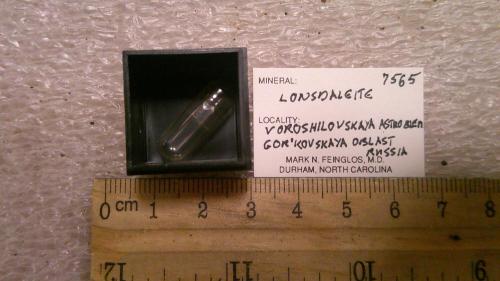 MINERAL: 7565
LONSDALEITE
LOCALITY:
VOROSHILOVSKAYA ASTROBLEM
GOR'KOVSKAYA OBLAST
RUSSIA
MARK N. FEINGLOS, M.D.
DURHAM, NORTH CAROLINA
0 cm 1 2 3 4 5 6 7 8
12 11 10 9